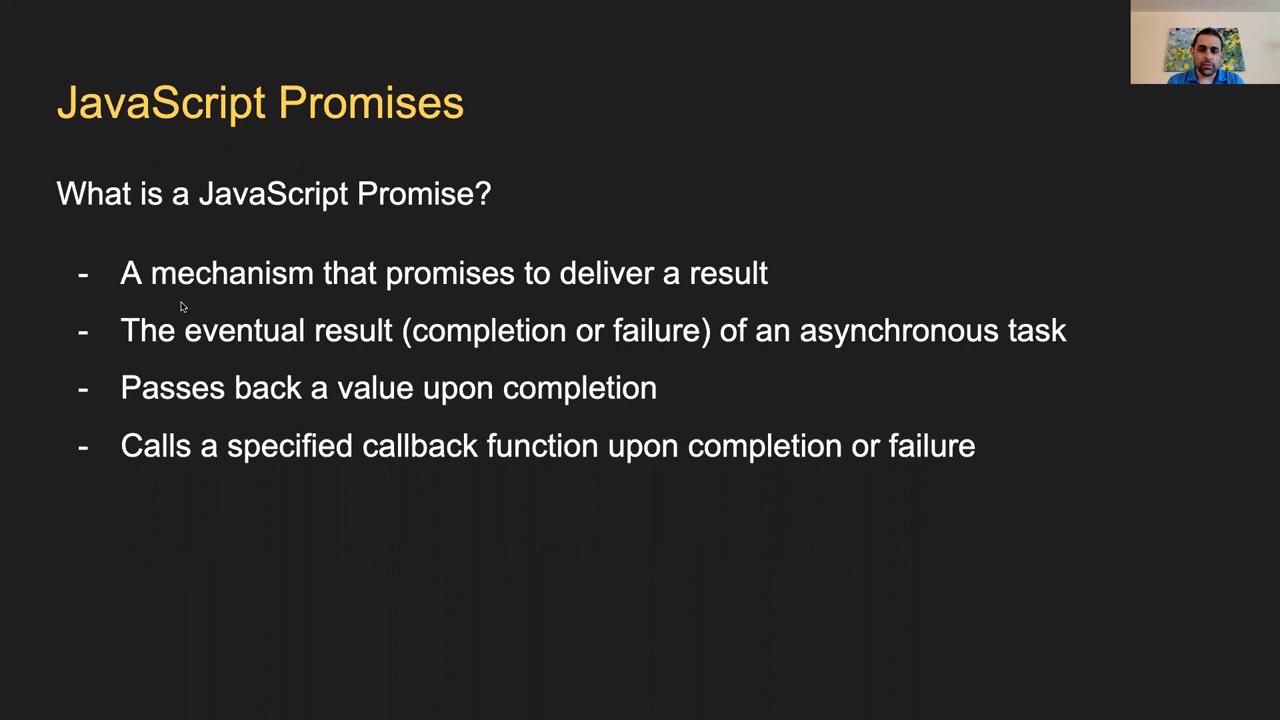 JavaScript Promises
What is a JavaScript Promise?
- A mechanism that promises to deliver a result
- The eventual result (completion or failure) of an asynchronous task
- Passes back a value upon completion
- Calls a specified callback function upon completion or failure